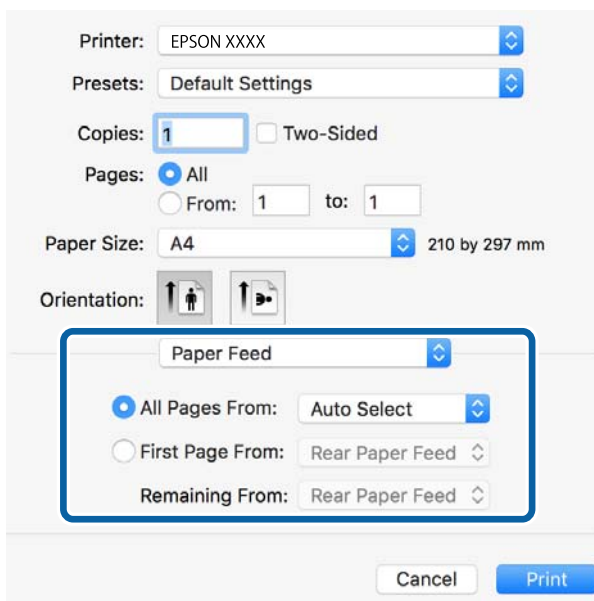 Printer: EPSON XXXX
Presets: Default Settings
Copies: 1 Two-Sided
Pages: All
From: 1 to: 1
Paper Size: A4 210 by 297 mm
Orientation:
Paper Feed
All Pages From: Auto Select
First Page From: Rear Paper Feed
Remaining From: Rear Paper Feed
Cancel Print